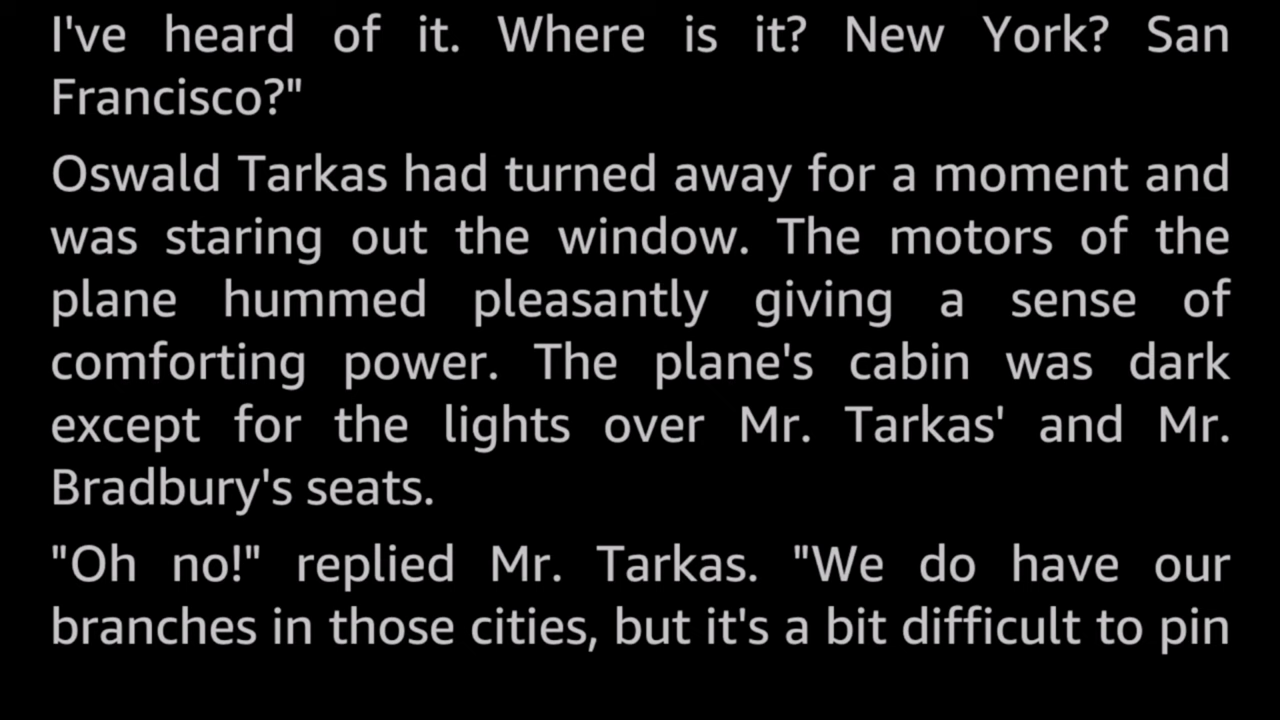 I've heard of it. Where is it? New York? San
Francisco?"
Oswald Tarkas had turned away for a moment and
was staring out the window. The motors of the
plane hummed pleasantly giving a sense of
comforting power. The plane's cabin was dark
except for the lights over Mr. Tarkas' and Mr.
Bradbury's seats.
"Oh no!" replied Mr. Tarkas. "We do have our
branches in those cities, but it's a bit difficult to pin